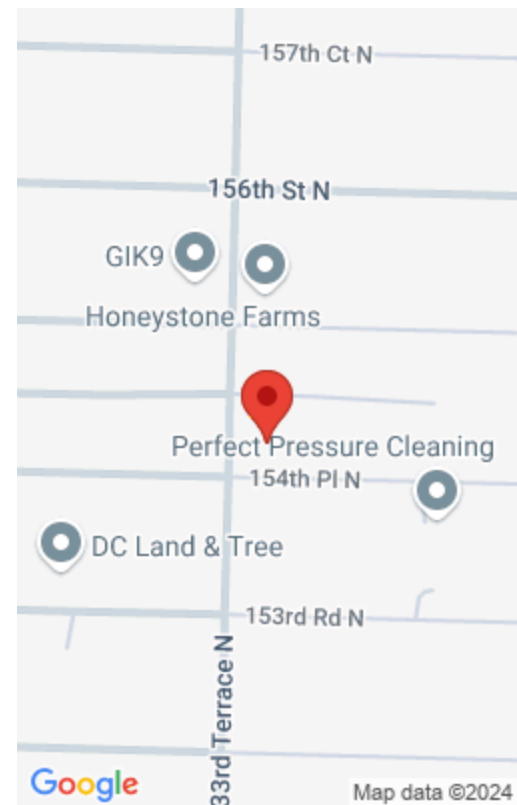 157th Ct N
156th St N
GIK9
Honeystone Farms
Perfect Pressure Cleaning
154th Pl N
DC Land & Tree
153rd Rd N
33rd Terrace N
Google
Map data ©2024